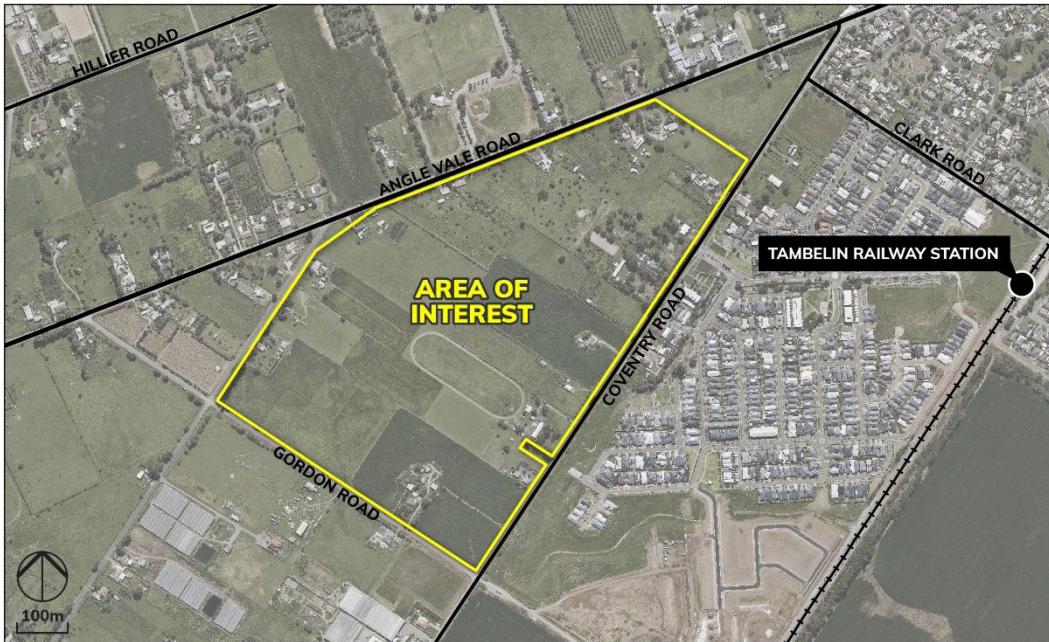 HILLIER ROAD
ANGLE VALE ROAD
CLARK ROAD
TAMBELIN RAILWAY STATION
AREA OF
INTEREST
COVENTRY ROAD
GORDON ROAD
100m